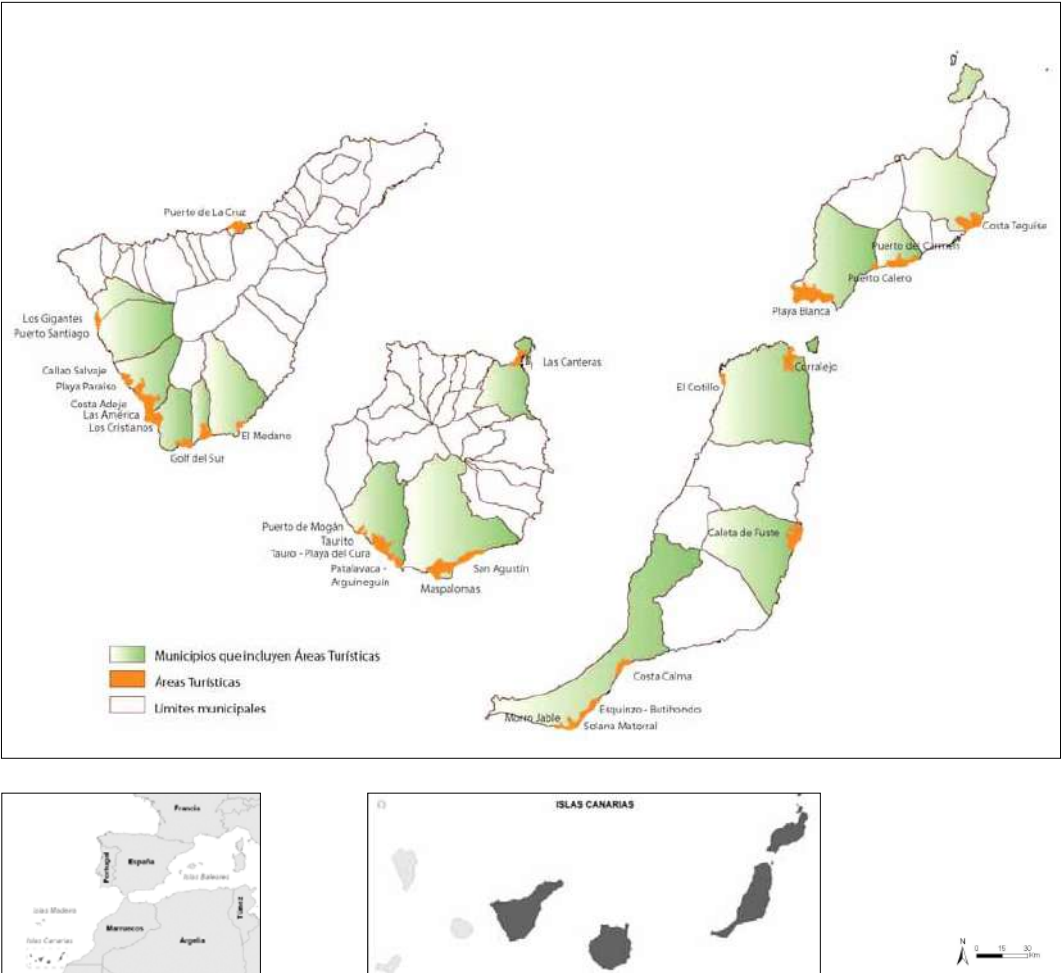 Puerto de La Cruz
Los Gigantes
Puerto Santiago
Callao Salvaje
Playa Paraiso
Costa Adeje
Las América
Los Cristianos
Golf del Sur
El Medano
Las Canteras
Puerto de Mogán
Taurito
Tauro - Playa del Cura
Patalavaca -
Arguineguín
Maspalomas
San Agustín
Costa Teguise
Puerto del Carmen
Puerto Calero
Playa Blanca
Corralejo
El Cotillo
Caleta de Fuste
Costa Calma
Esquinzo - Butihondo
Morro Jable
Solana Matorral
Municipios que incluyen Áreas Turísticas
Áreas Turísticas
Límites municipales
Francia
Portugal
España
Islas Baleares
Islas Madeira
Túnez
Marruecos
Islas Canarias
Argelia
ISLAS CANARIAS
N
0 15 30
Km